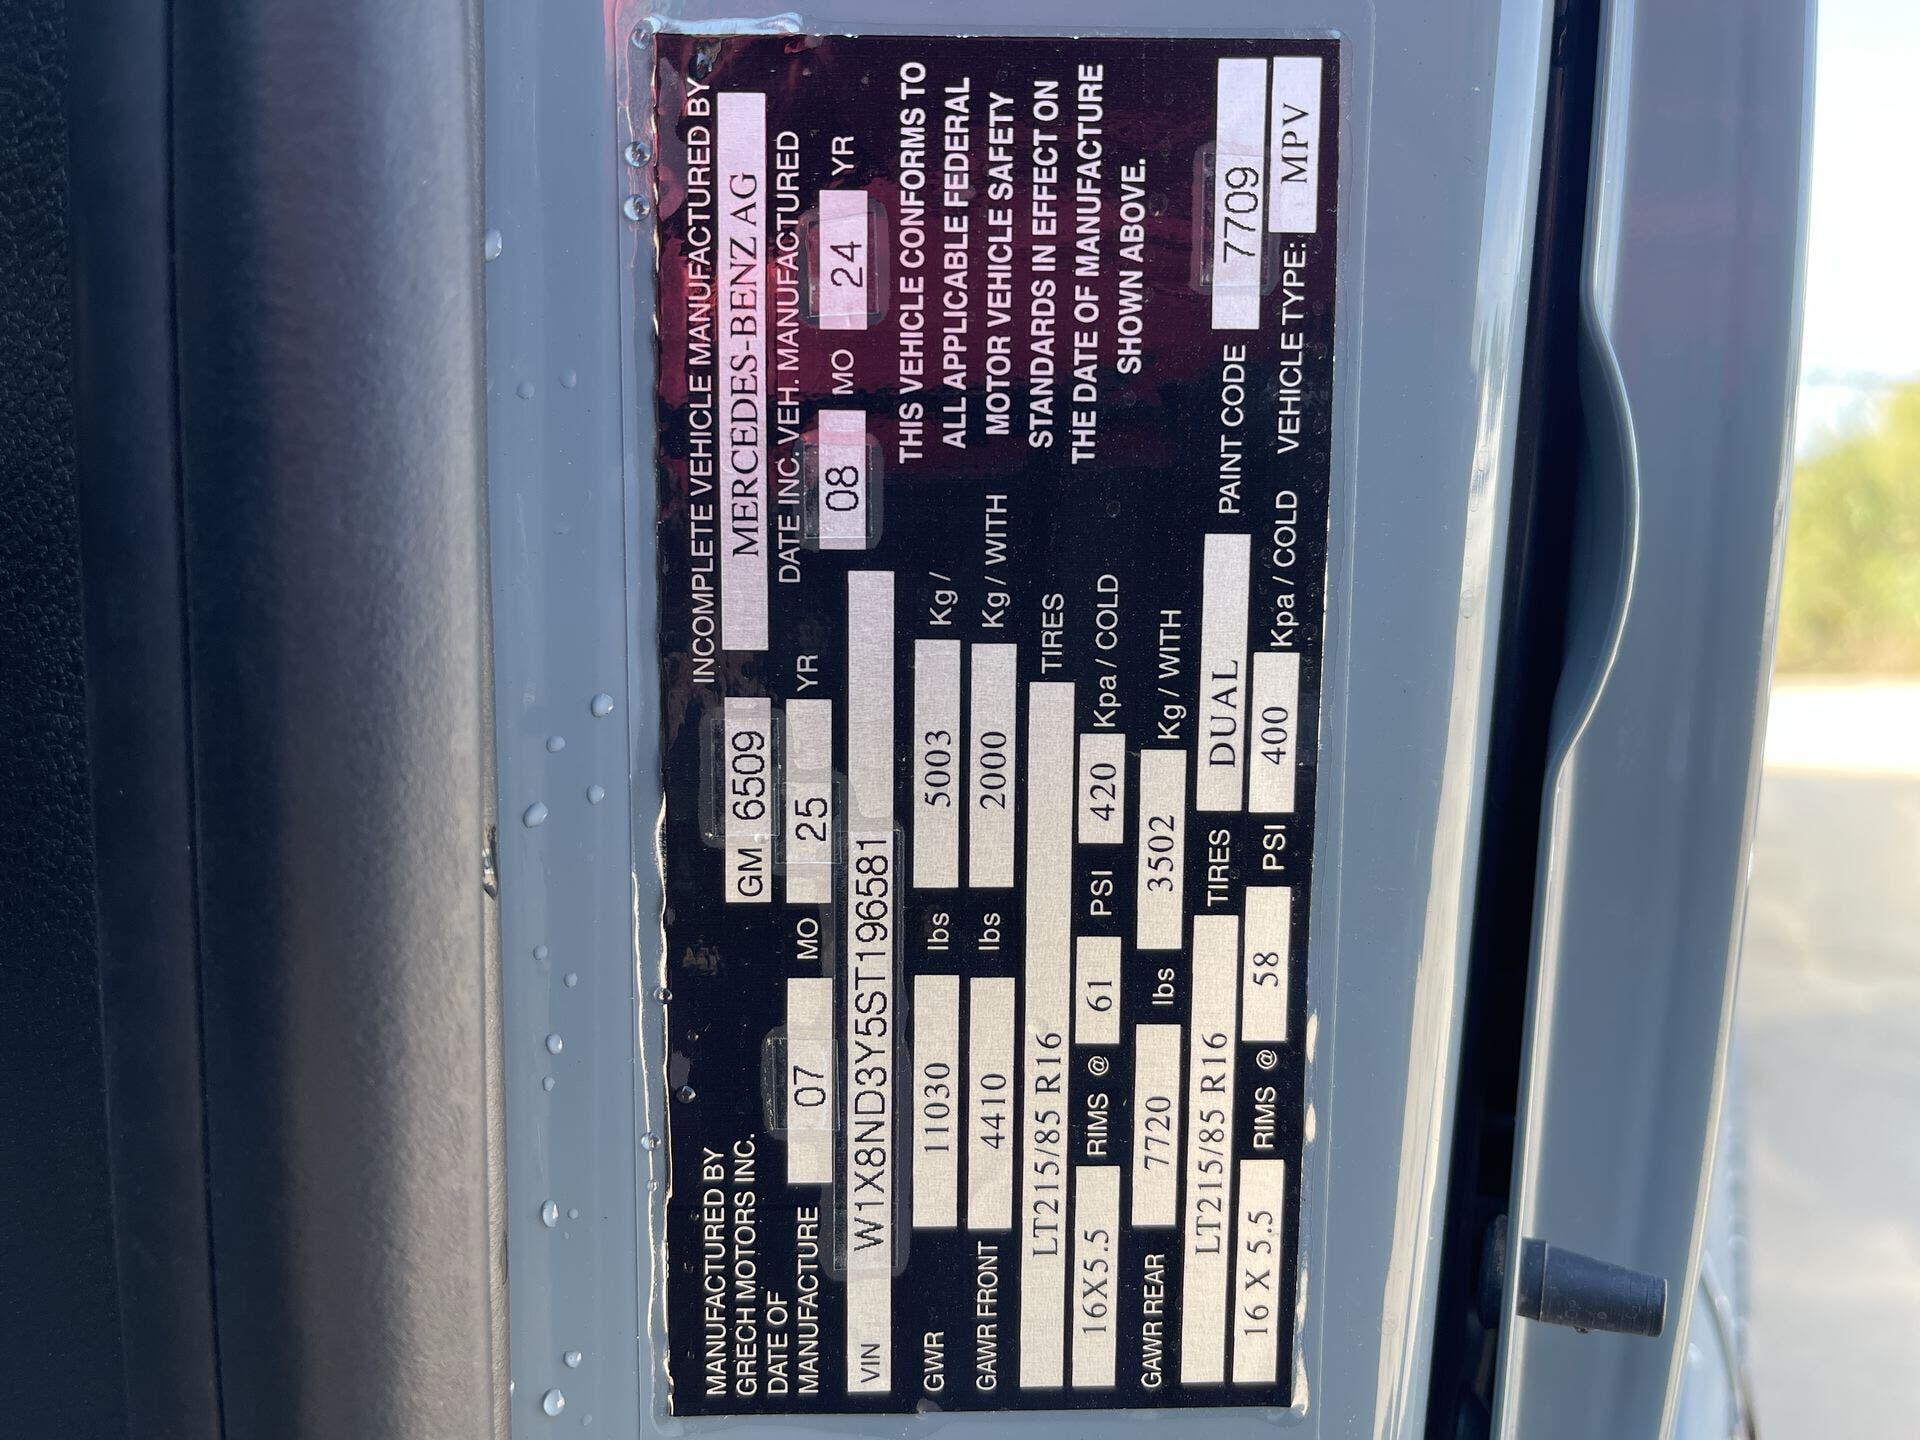 MANUFACTURED BY
GRECH MOTORS INC.
GM 6509
INCOMPLETE VEHICLE MANUFACTURED BY
MERCEDES-BENZ AG
DATE OF
MANUFACTURE 07 MO 25 YR
DATE INC. VEH. MANUFACTURED
08 MO 24 YR
VIN W1X8ND3Y5ST196581
GWR 11030 lbs 5003 Kg /
GAWR FRONT 4410 lbs 2000 Kg / WITH
LT215/85 R16 TIRES
16X5.5 RIMS @ 61 PSI 420 Kpa / COLD
GAWR REAR 7720 lbs 3502 Kg / WITH
LT215/85 R16 TIRES DUAL
16 X 5.5 RIMS @ 58 PSI 400 Kpa / COLD
THIS VEHICLE CONFORMS TO
ALL APPLICABLE FEDERAL
MOTOR VEHICLE SAFETY
STANDARDS IN EFFECT ON
THE DATE OF MANUFACTURE
SHOWN ABOVE.
PAINT CODE 7709
VEHICLE TYPE: MPV